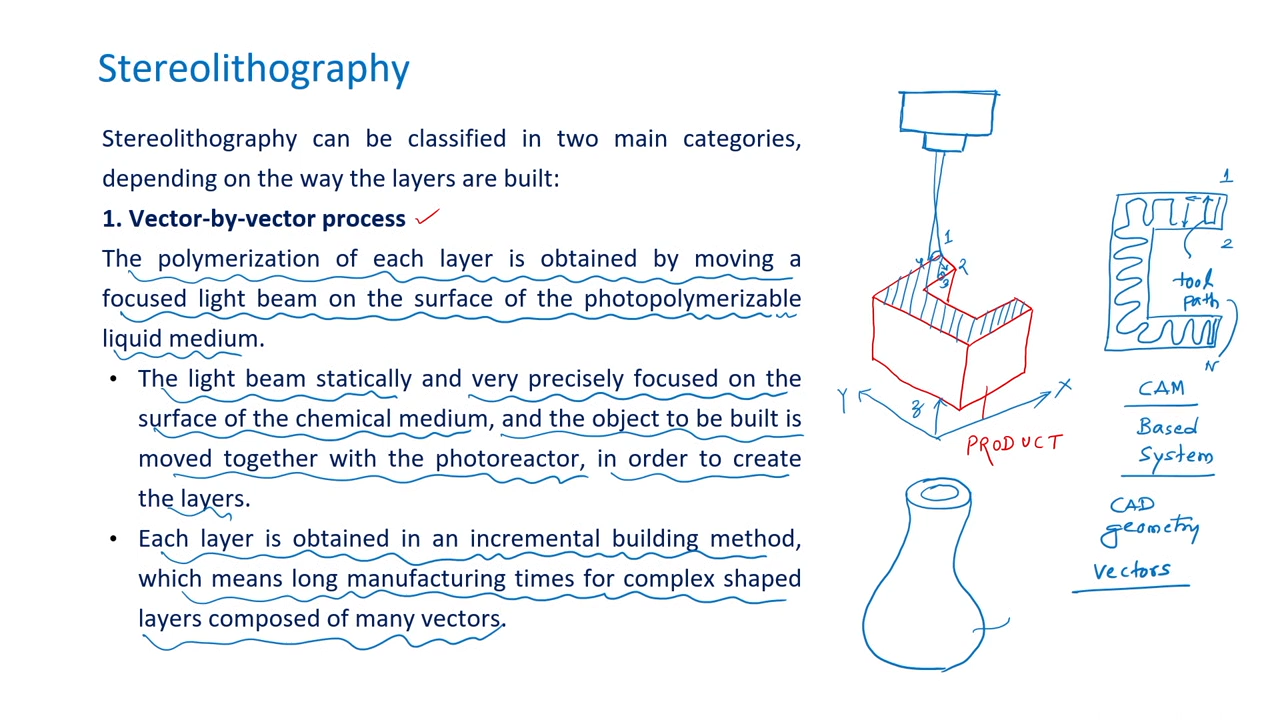 Stereolithography
Stereolithography can be classified in two main categories,
depending on the way the layers are built:
1. Vector-by-vector process
The polymerization of each layer is obtained by moving a
focused light beam on the surface of the photopolymerizable
liquid medium.
• The light beam statically and very precisely focused on the
surface of the chemical medium, and the object to be built is
moved together with the photoreactor, in order to create
the layers.
• Each layer is obtained in an incremental building method,
which means long manufacturing times for complex shaped
layers composed of many vectors.
1
2
3
4
Y
Z
X
PRODUCT
1
2
tool
path
N
CAM
Based
System
CAD
geometry
Vectors